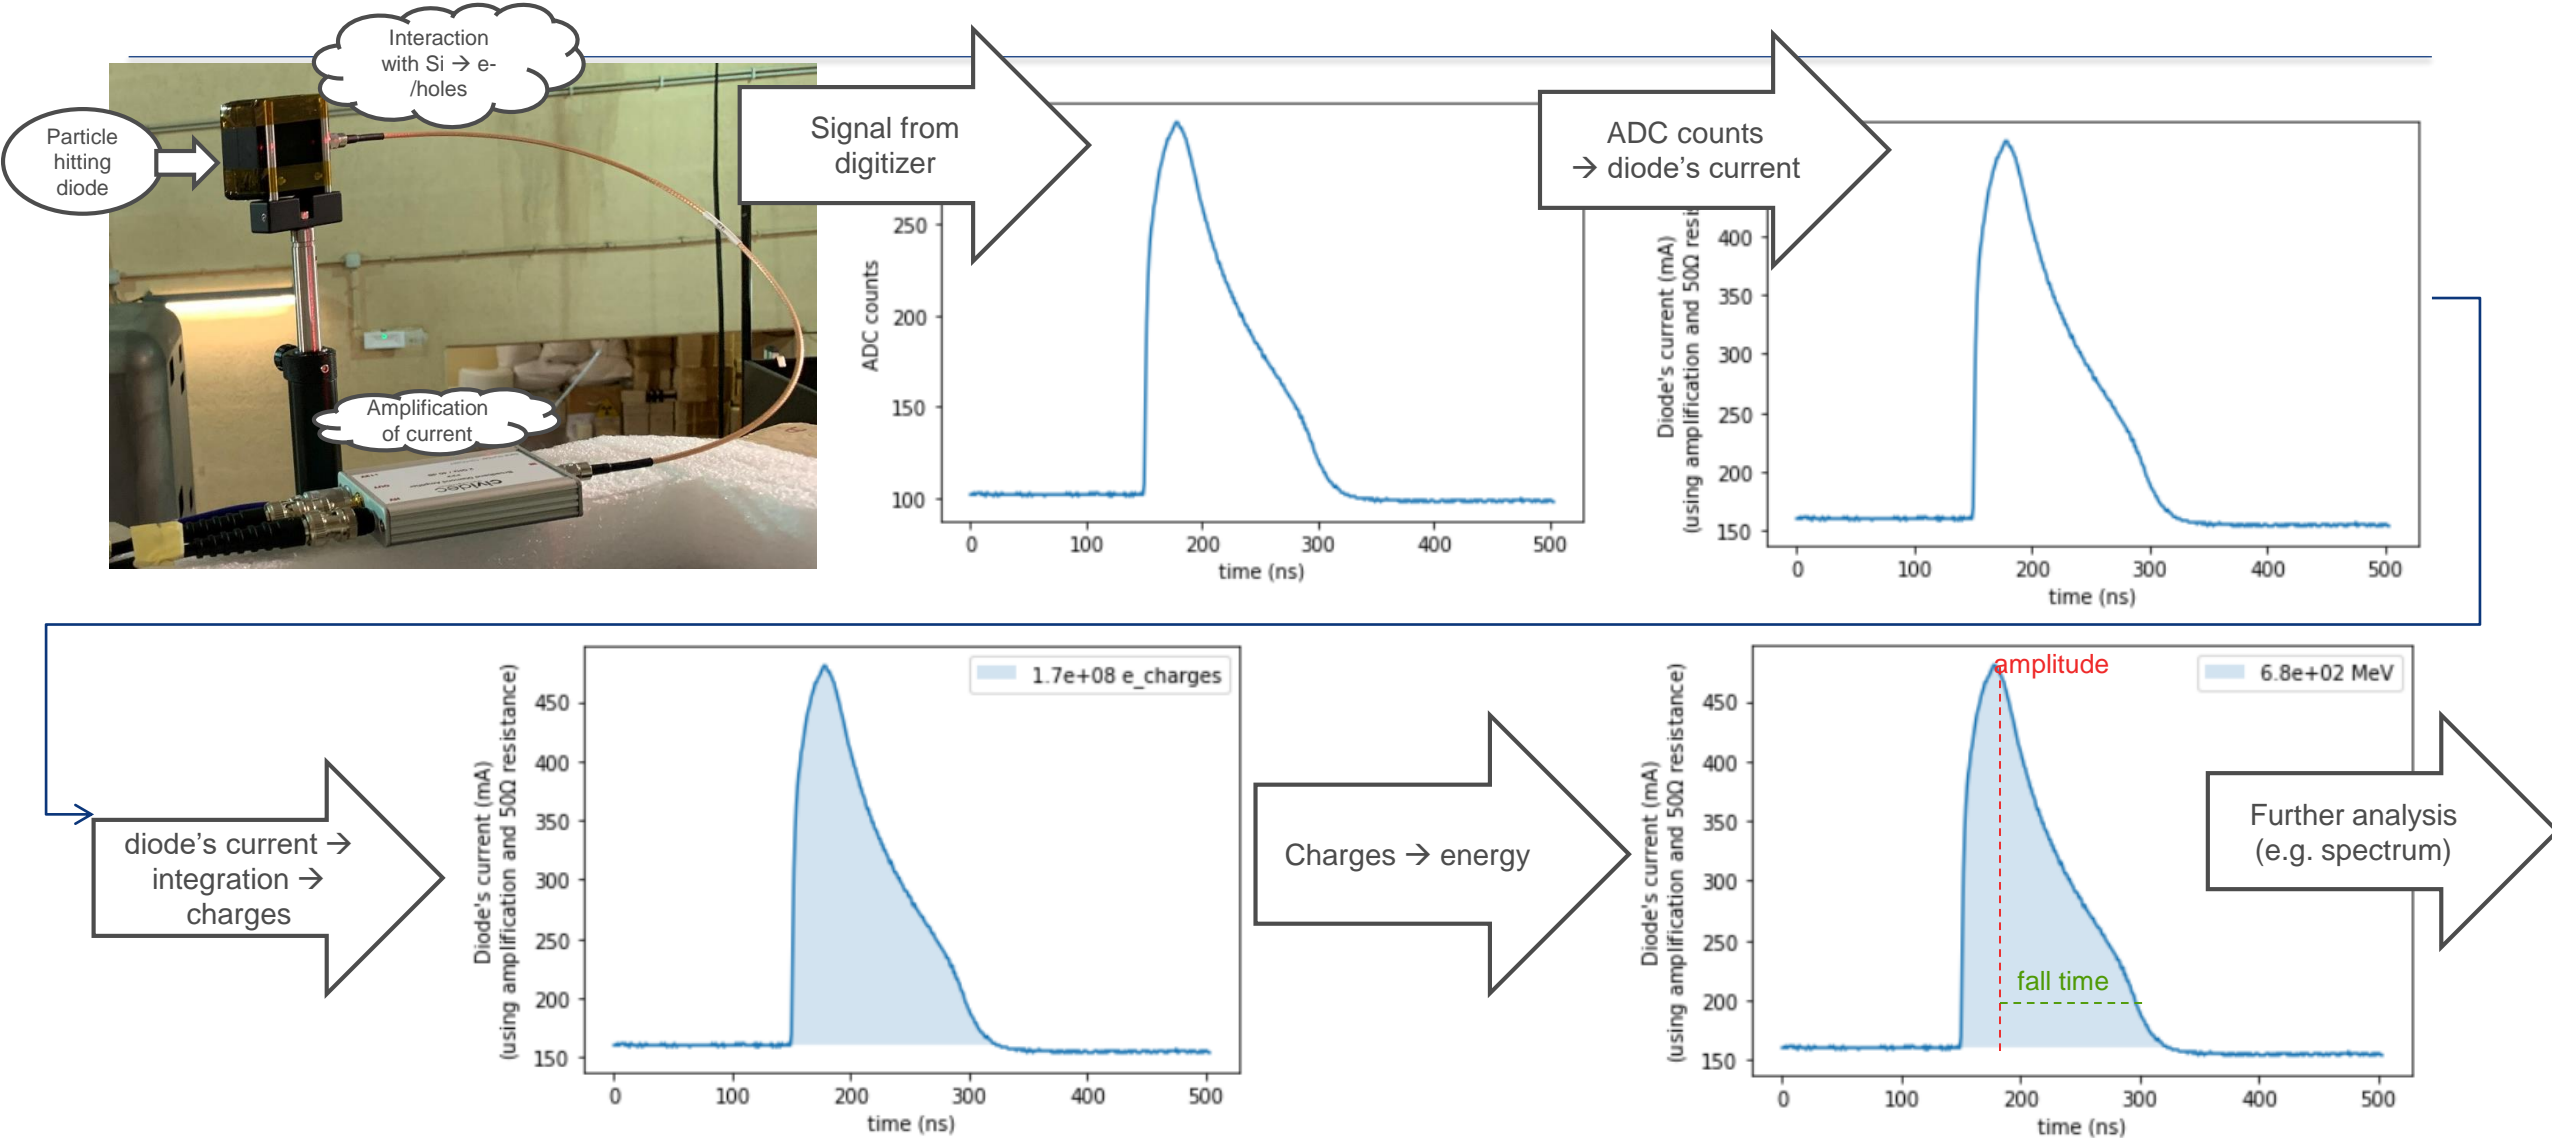 Interaction
with Si → e-
/holes
Particle
hitting
diode
Amplification
of current
cividec
Signal from
digitizer
ADC counts
250
200
150
100
0 100 200 300 400 500
time (ns)
ADC counts
→ diode's current
Diode's current (mA)
(using amplification and 50Ω resis
400
350
300
250
200
150
0 100 200 300 400 500
time (ns)
diode's current →
integration →
charges
Diode's current (mA)
(using amplification and 50Ω resistance)
1.7e+08 e_charges
450
400
350
300
250
200
150
0 100 200 300 400 500
time (ns)
Charges → energy
Diode's current (mA)
(using amplification and 50Ω resistance)
amplitude
6.8e+02 MeV
450
400
350
300
250
200
150
fall time
0 100 200 300 400 500
time (ns)
Further analysis
(e.g. spectrum)